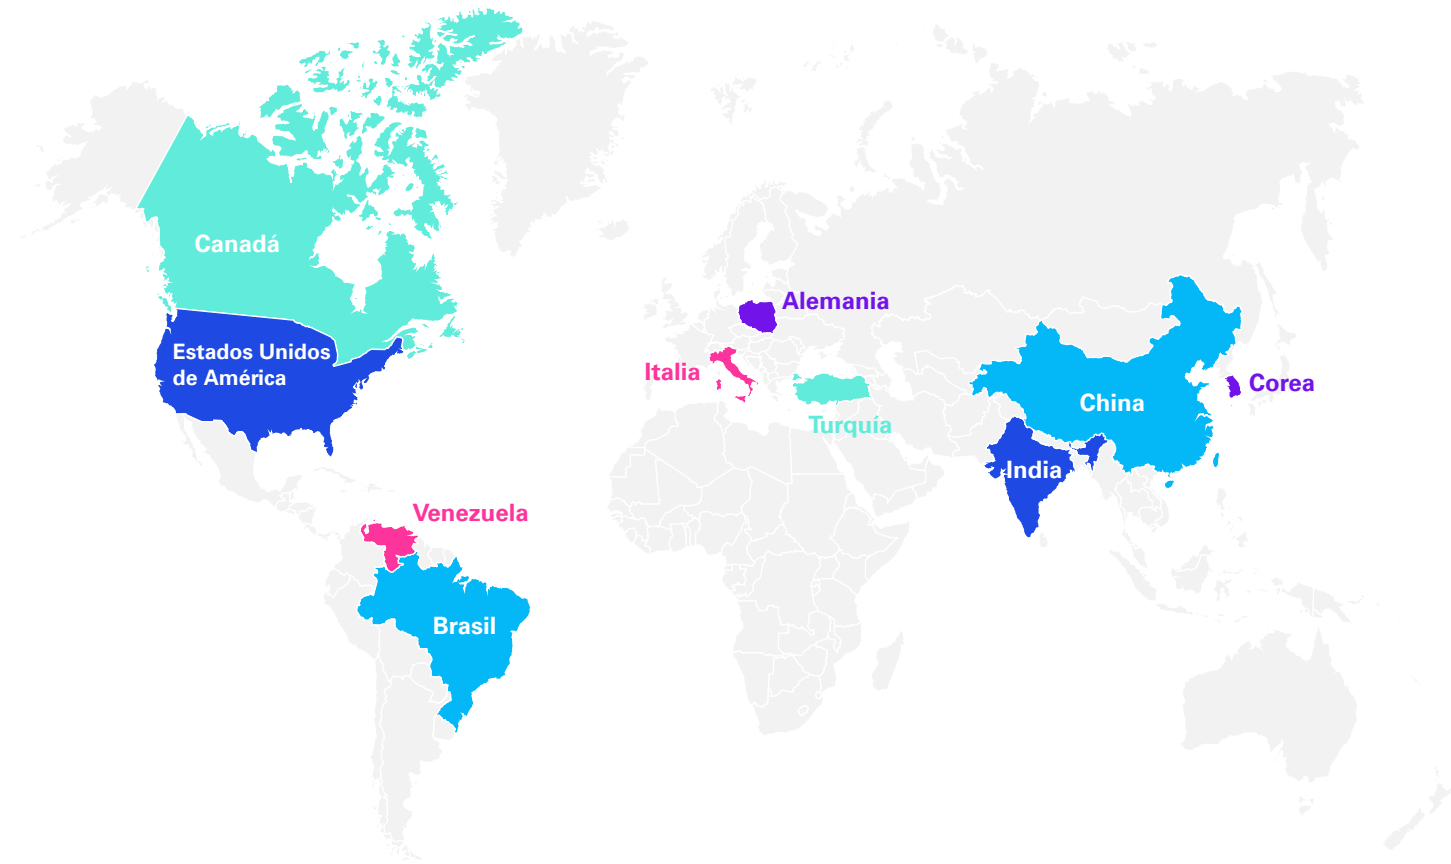 Canadá
Alemania
Estados Unidos
de América
Italia
Corea
China
Turquía
India
Venezuela
Brasil